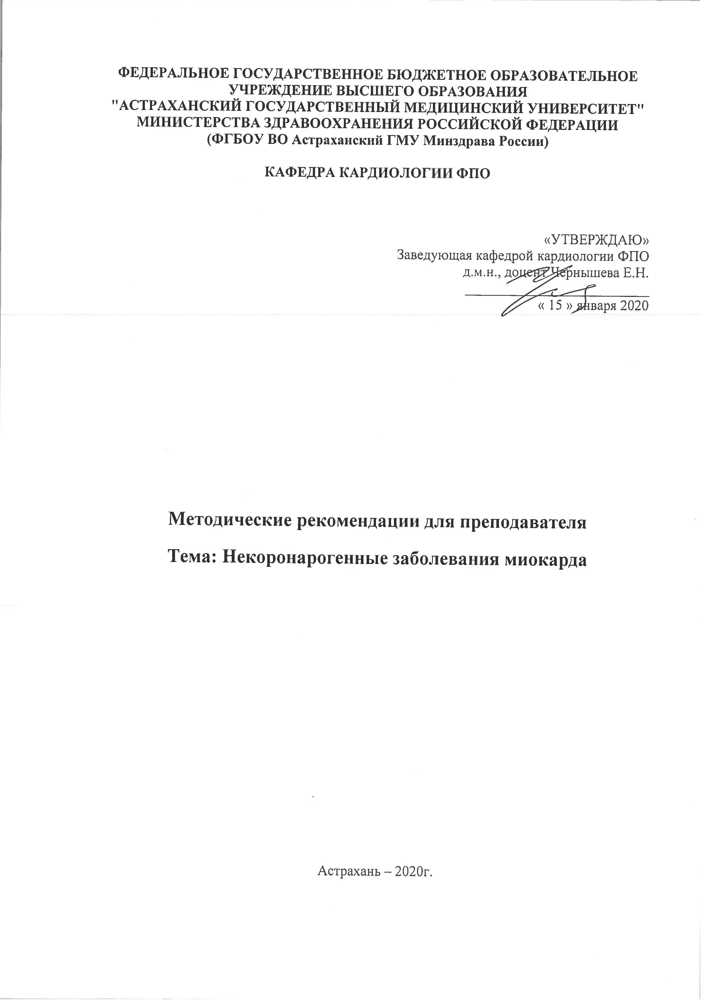 ФЕДЕРАЛЬНОЕ ГОСУДАРСТВЕННОЕ БЮДЖЕТНОЕ ОБРАЗОВАТЕЛЬНОЕ
УЧРЕЖДЕНИЕ ВЫСШЕГО ОБРАЗОВАНИЯ
"АСТРАХАНСКИЙ ГОСУДАРСТВЕННЫЙ МЕДИЦИНСКИЙ УНИВЕРСИТЕТ"
МИНИСТЕРСТВА ЗДРАВООХРАНЕНИЯ РОССИЙСКОЙ ФЕДЕРАЦИИ
(ФГБОУ ВО Астраханский ГМУ Минздрава России)
КАФЕДРА КАРДИОЛОГИИ ФПО
«УТВЕРЖДАЮ»
Заведующая кафедрой кардиологии ФПО
д.м.н., доцент Чернышева Е.Н.
« 15 » января 2020
Методические рекомендации для преподавателя
Тема: Некоронарогенные заболевания миокарда
Астрахань – 2020г.